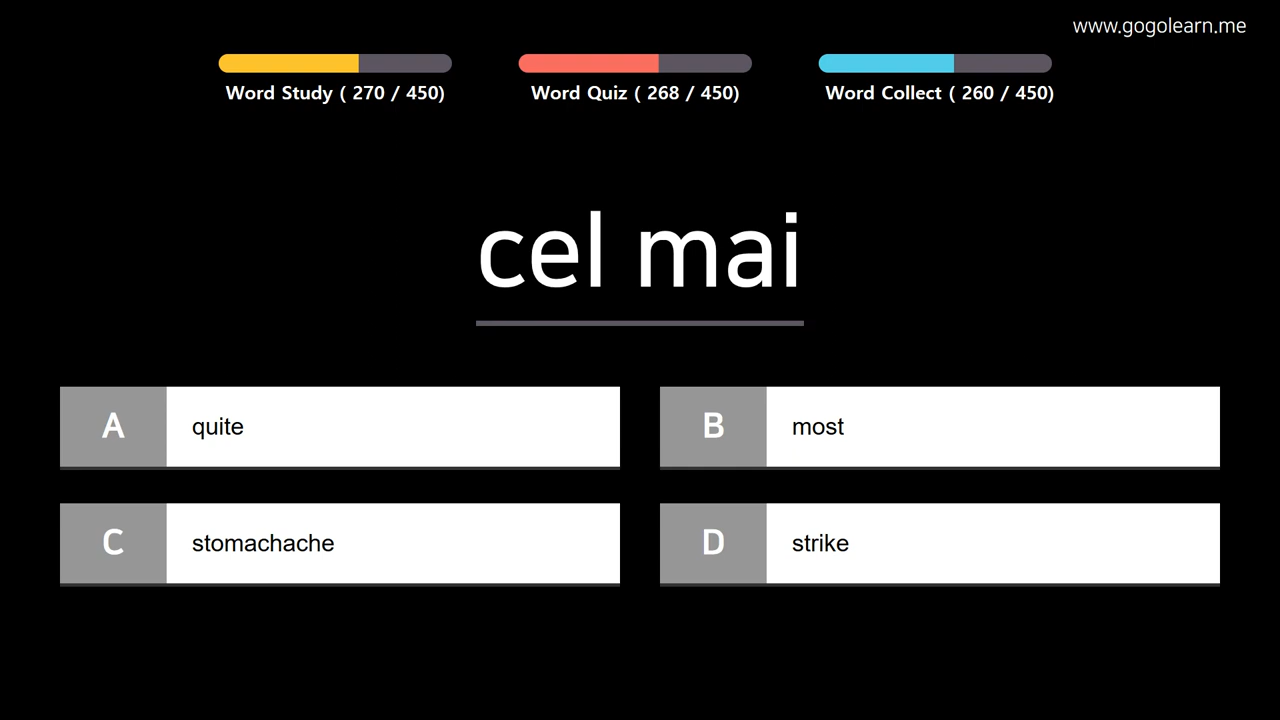 www.gogolearn.me
Word Study ( 270 / 450)
Word Quiz ( 268 / 450)
Word Collect ( 260 / 450)
cel mai
A quite
B most
C stomachache
D strike